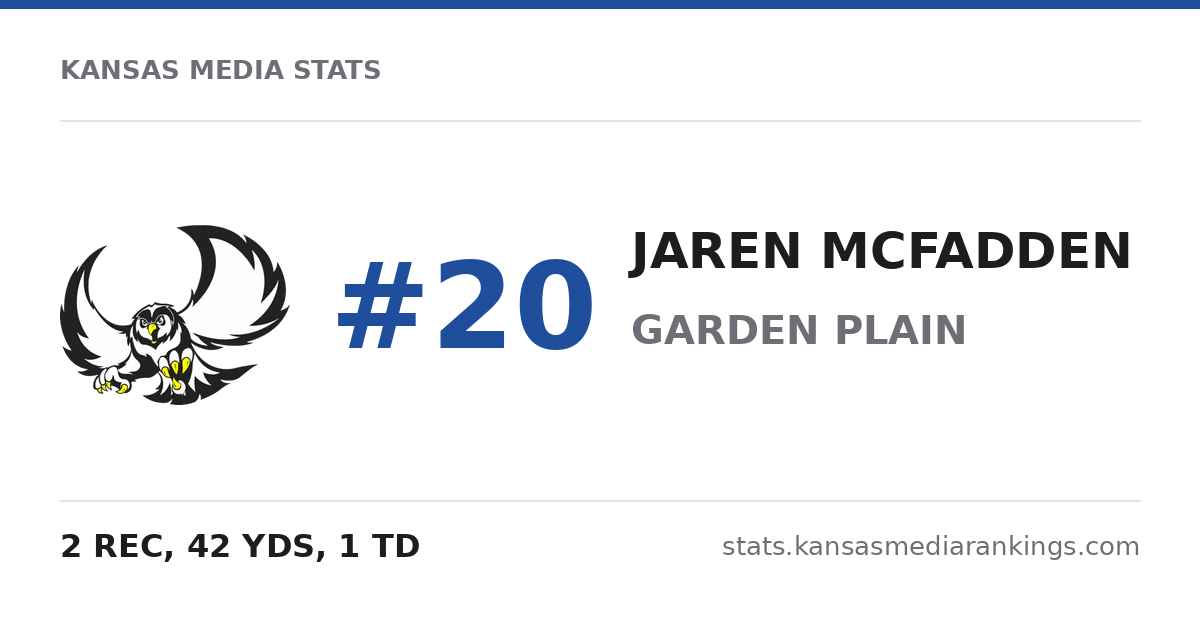 KANSAS MEDIA STATS
#20
JAREN MCFADDEN
GARDEN PLAIN
2 REC, 42 YDS, 1 TD
stats.kansasmediarankings.com